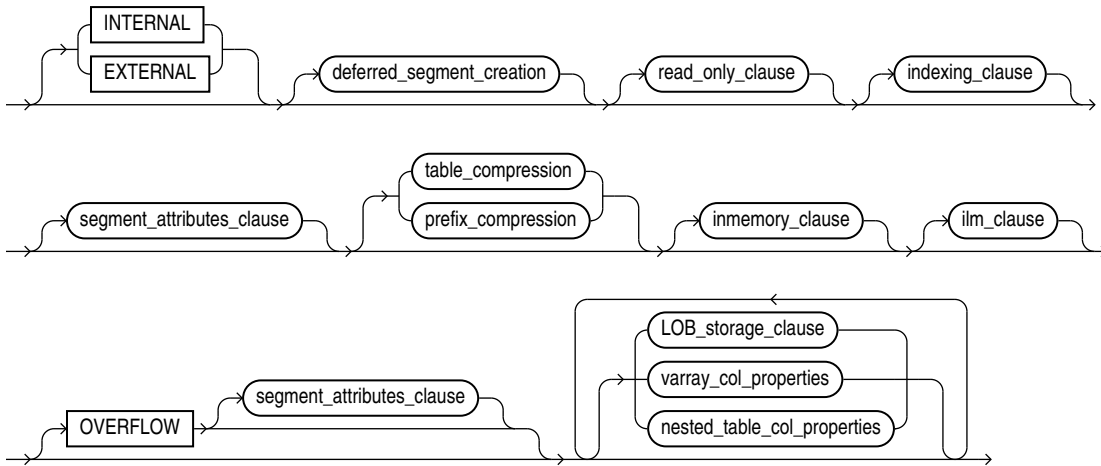 INTERNAL
EXTERNAL
deferred_segment_creation
read_only_clause
indexing_clause
segment_attributes_clause
table_compression
prefix_compression
inmemory_clause
ilm_clause
OVERFLOW
segment_attributes_clause
LOB_storage_clause
varray_col_properties
nested_table_col_properties